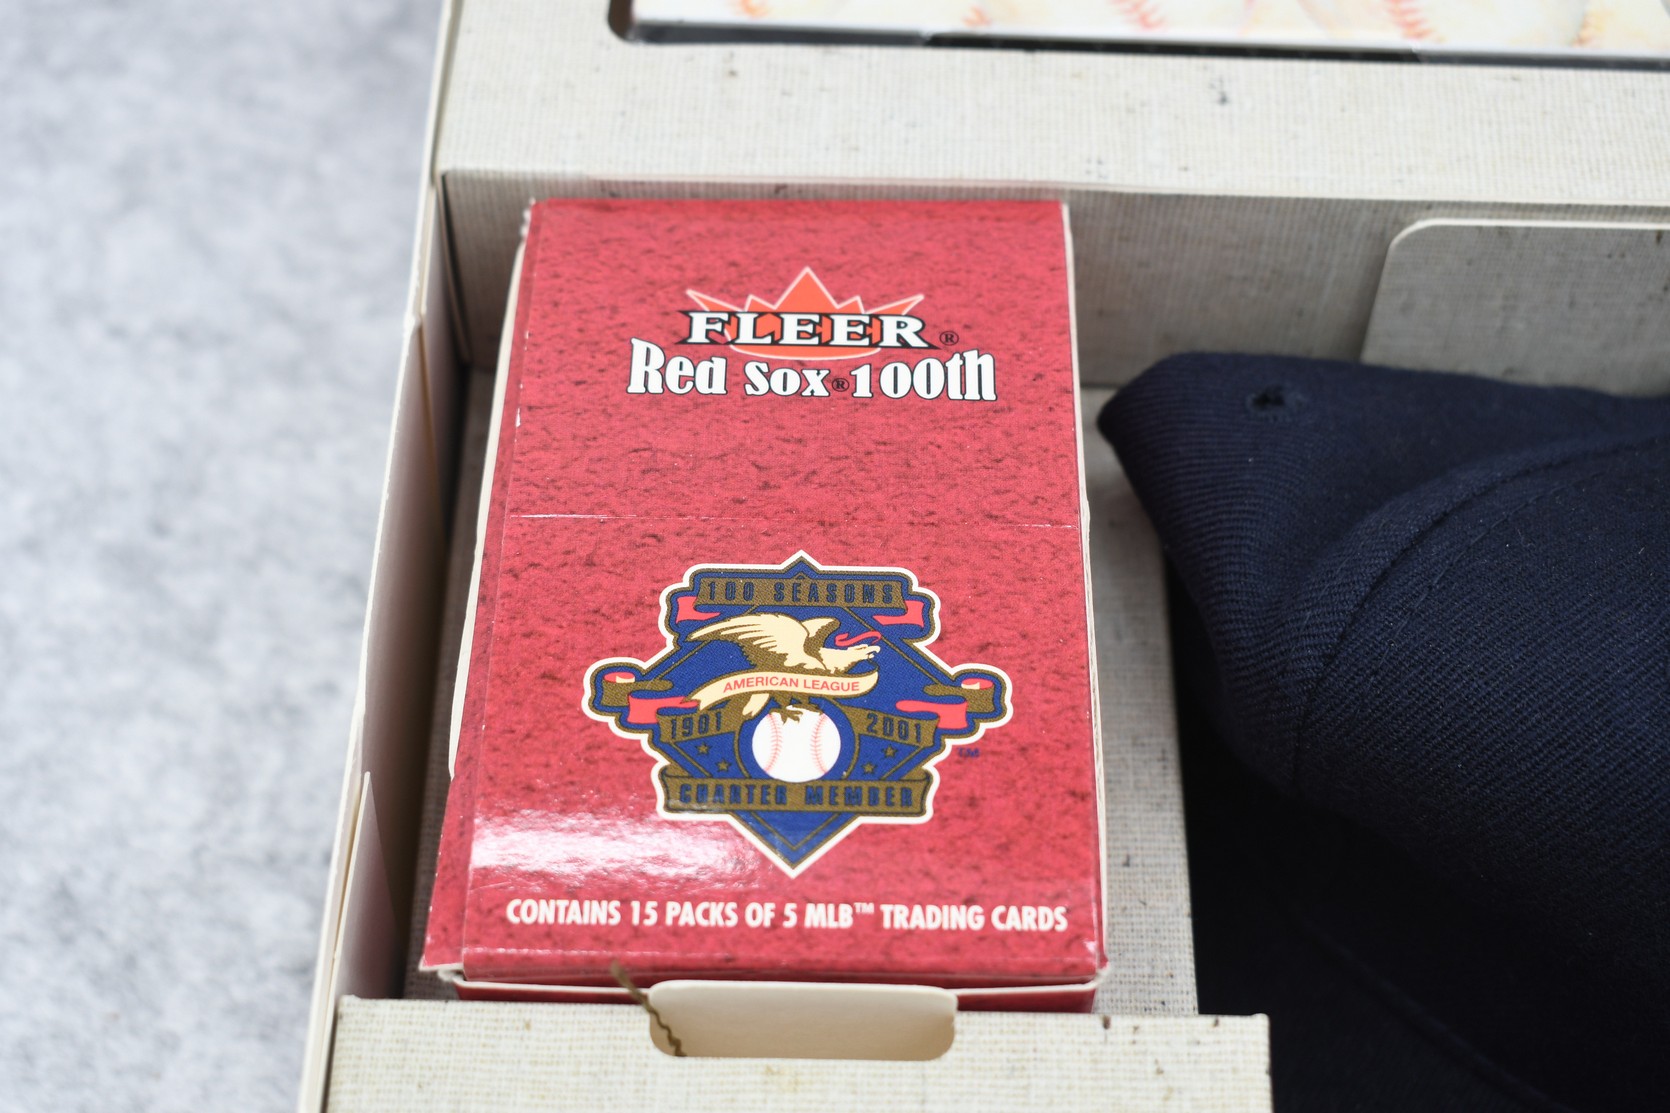 FLEER®
Red Sox® 100th
100 SEASONS
AMERICAN LEAGUE
1901 2001
CHARTER MEMBER
TM
CONTAINS 15 PACKS OF 5 MLB™ TRADING CARDS